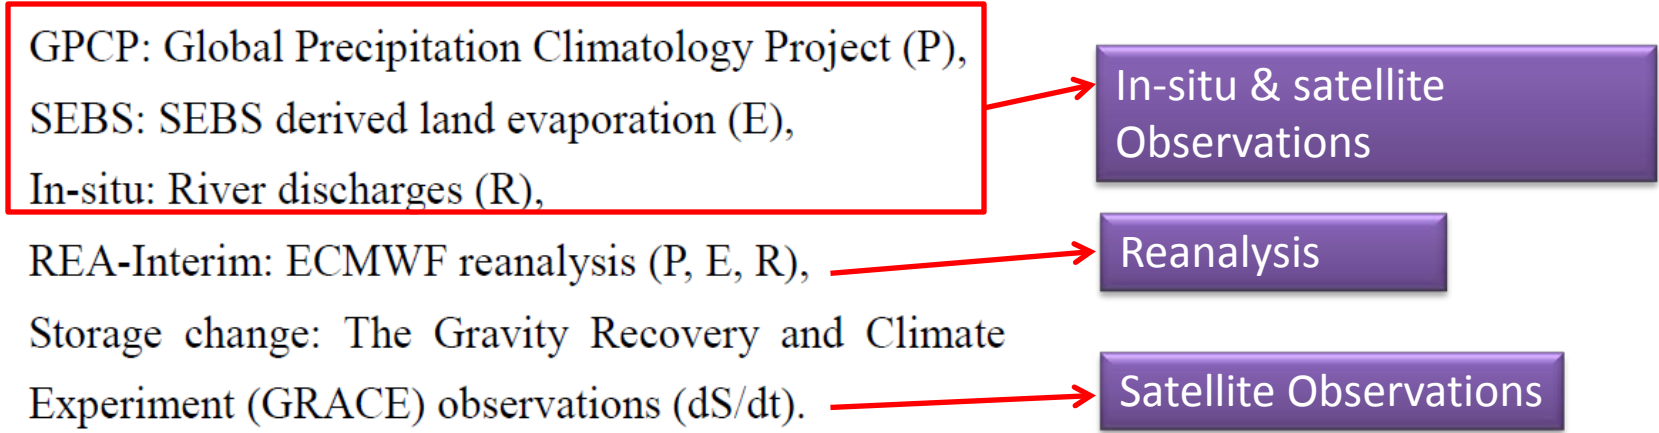 GPCP: Global Precipitation Climatology Project (P),
SEBS: SEBS derived land evaporation (E),
In-situ: River discharges (R),
REA-Interim: ECMWF reanalysis (P, E, R),
Storage change: The Gravity Recovery and Climate
Experiment (GRACE) observations (dS/dt).
In-situ & satellite
Observations
Reanalysis
Satellite Observations